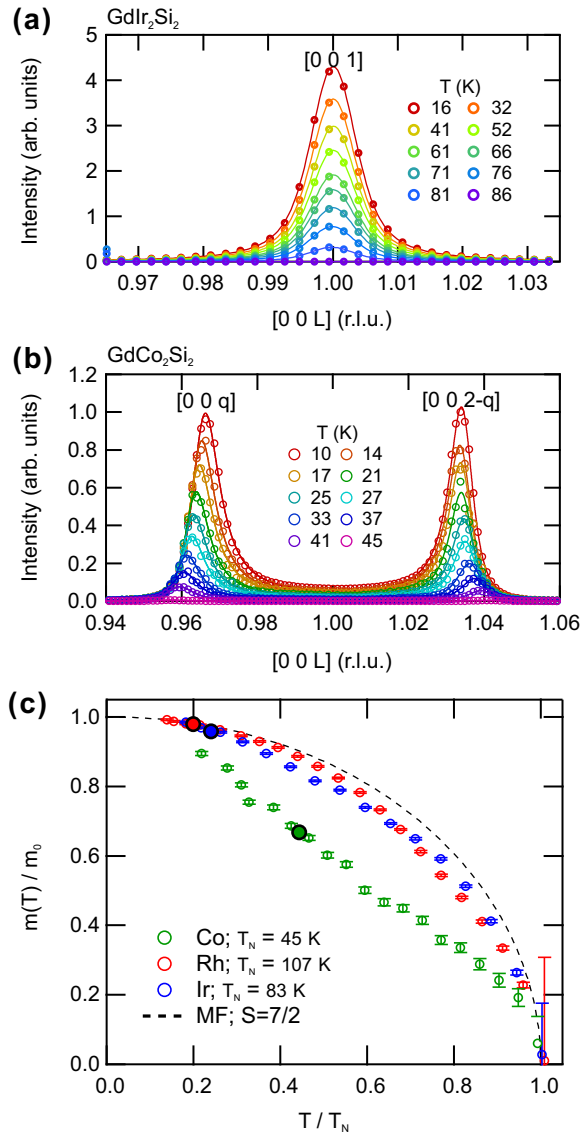 (a) GdIr₂Si₂
[0 0 1]
5
4
3
2
1
0
Intensity (arb. units)
T (K)
16 32
41 52
61 66
71 76
81 86
0.97 0.98 0.99 1.00 1.01 1.02 1.03
[0 0 L] (r.l.u.)
(b) GdCo₂Si₂
[0 0 q] [0 0 2-q]
1.2
1.0
0.8
0.6
0.4
0.2
0.0
Intensity (arb. units)
T (K)
10 14
17 21
25 27
33 37
41 45
0.94 0.96 0.98 1.00 1.02 1.04 1.06
[0 0 L] (r.l.u.)
(c)
1.0
0.8
0.6
0.4
0.2
0.0
m(T) / m₀
Co; T_N = 45 K
Rh; T_N = 107 K
Ir; T_N = 83 K
MF; S=7/2
0.0 0.2 0.4 0.6 0.8 1.0
T / T_N